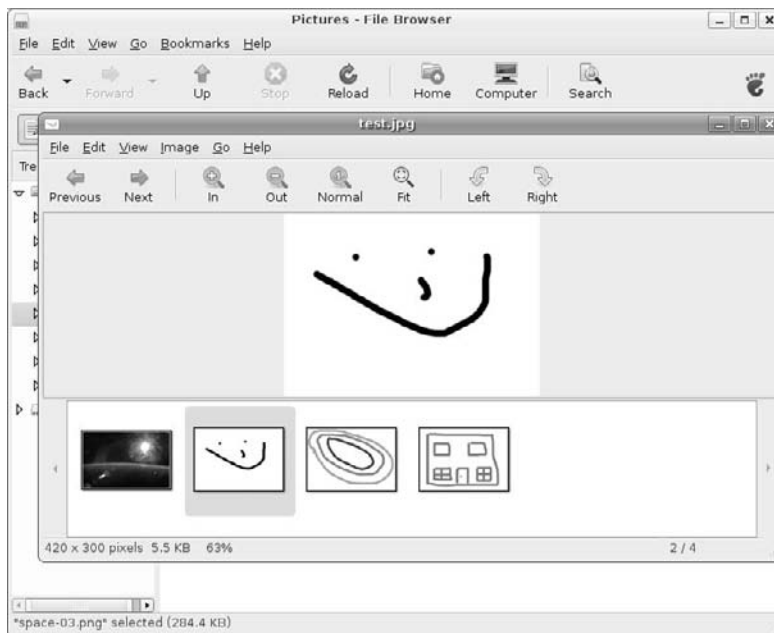 Pictures - File Browser
File Edit View Go Bookmarks Help
Back Forward Up Stop Reload Home Computer Search
test.jpg
Tre
File Edit View Image Go Help
Previous Next In Out Normal Fit Left Right
420 x 300 pixels 5.5 KB 63% 2 / 4
"space-03.png" selected (284.4 KB)